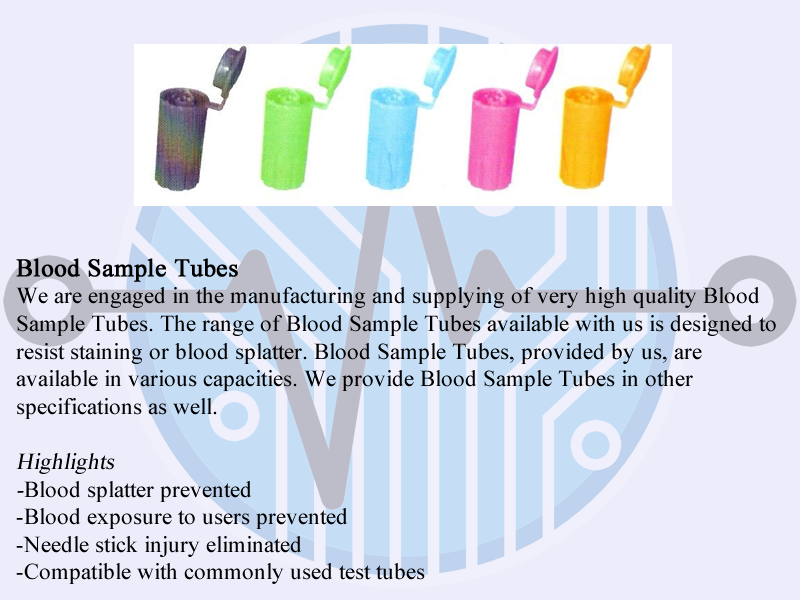 Blood Sample Tubes
We are engaged in the manufacturing and supplying of very high quality Blood
Sample Tubes. The range of Blood Sample Tubes available with us is designed to
resist staining or blood splatter. Blood Sample Tubes, provided by us, are
available in various capacities. We provide Blood Sample Tubes in other
specifications as well.
Highlights
-Blood splatter prevented
-Blood exposure to users prevented
-Needle stick injury eliminated
-Compatible with commonly used test tubes